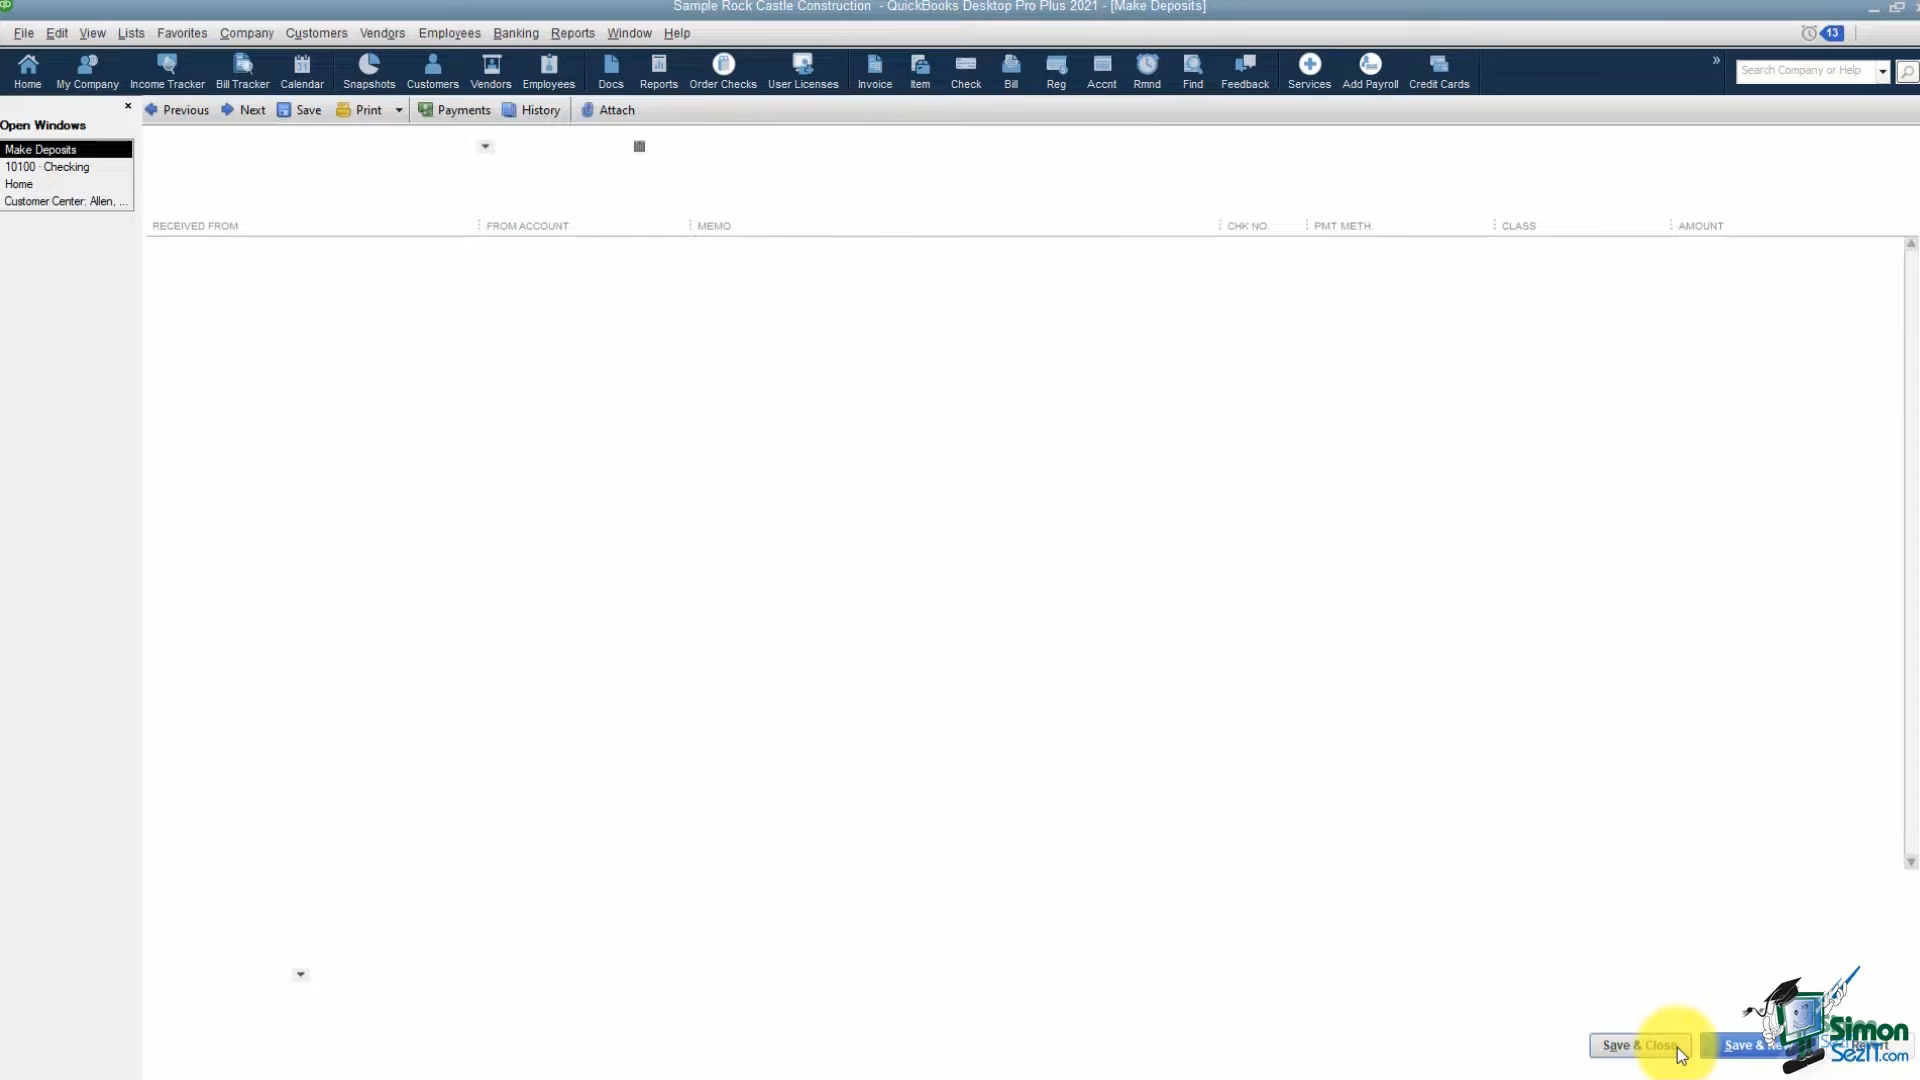 Sample Rock Castle Construction - QuickBooks Desktop Pro Plus 2021 - [Make Deposits]
File Edit View Lists Favorites Company Customers Vendors Employees Banking Reports Window Help 13
Home My Company Income Tracker Bill Tracker Calendar Snapshots Customers Vendors Employees Docs Reports Order Checks User Licenses Invoice Item Check Bill Reg Accnt Rmnd Find Feedback Services Add Payroll Credit Cards » Search Company or Help
Previous Next Save Print Payments History Attach
Open Windows
Make Deposits
10100 · Checking
Home
Customer Center: Allen, ...
RECEIVED FROM FROM ACCOUNT MEMO CHK NO. PMT METH. CLASS AMOUNT
Save & Close Save & New Revert
Simon
SezIT.com